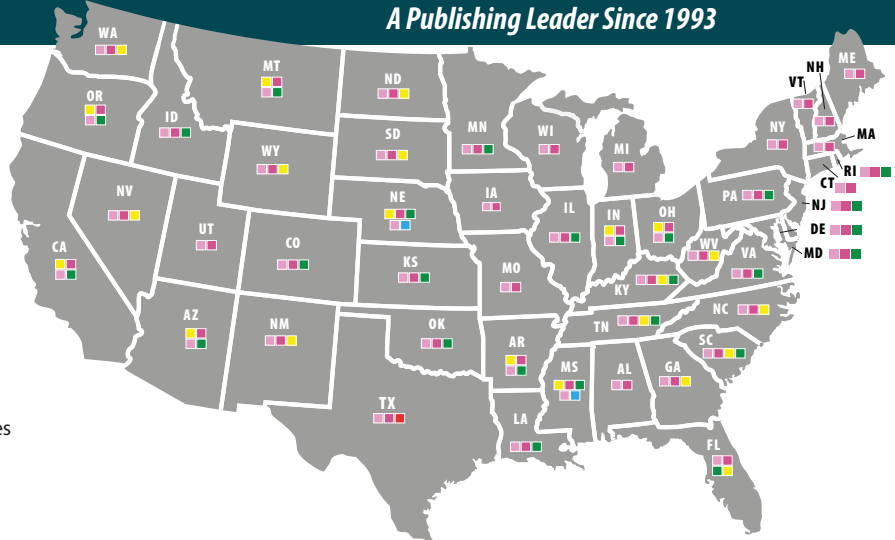 A Publishing Leader Since 1993
WA
MT
ND
ME
NH
VT
OR
ID
MN
WI
NY
MA
SD
MI
WY
RI
CT
NE
IA
PA
NJ
NV
IL
IN
OH
DE
UT
CO
WV
VA
MD
CA
KS
MO
KY
NC
AZ
NM
OK
TN
SC
AR
MS
AL
GA
TX
LA
FL
es